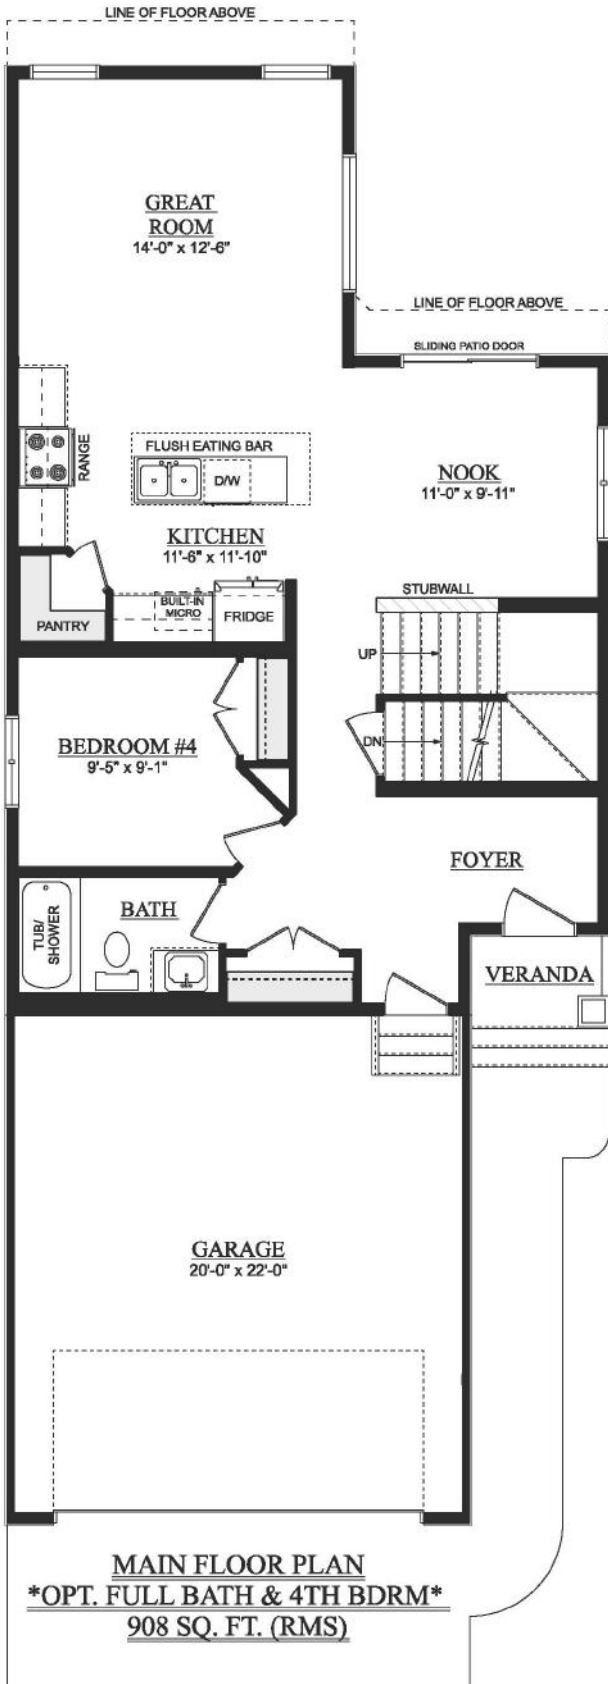 LINE OF FLOOR ABOVE
GREAT
ROOM
14'-0" x 12'-6"
LINE OF FLOOR ABOVE
SLIDING PATIO DOOR
RANGE
FLUSH EATING BAR
D/W
NOOK
11'-0" x 9'-11"
KITCHEN
11'-6" x 11'-10"
PANTRY
BUILT-IN
MICRO
FRIDGE
STUBWALL
UP
DN
BEDROOM #4
9'-5" x 9'-1"
FOYER
TUB/
SHOWER
BATH
VERANDA
GARAGE
20'-0" x 22'-0"
MAIN FLOOR PLAN
*OPT. FULL BATH & 4TH BDRM*
908 SQ. FT. (RMS)